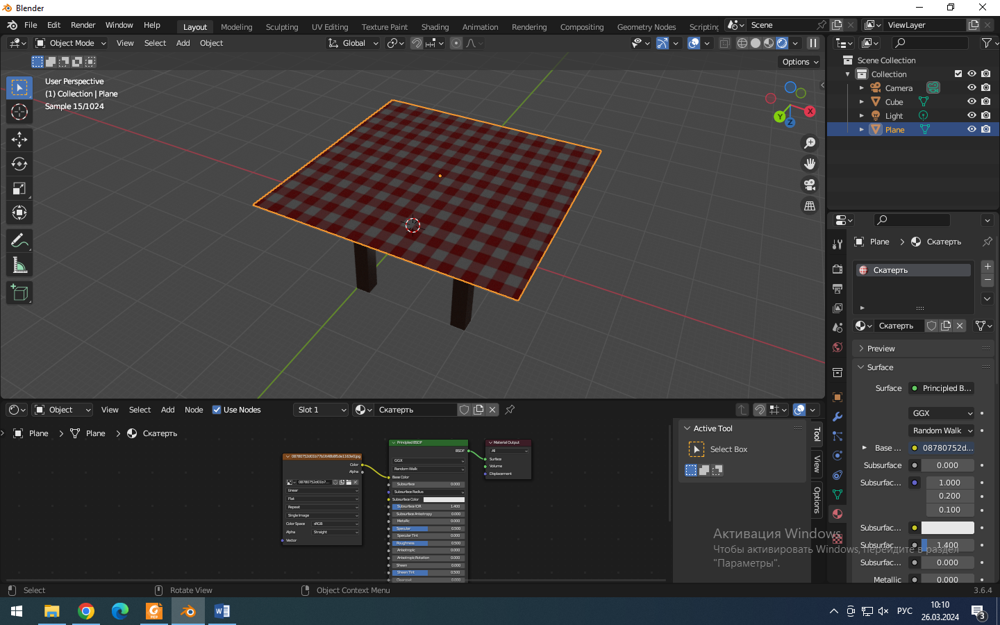 Blender
File Edit Render Window Help
Layout Modeling Sculpting UV Editing Texture Paint Shading Animation Rendering Compositing Geometry Nodes Scripting
Scene ViewLayer
Object Mode View Select Add Object
Global
Options
User Perspective
(1) Collection | Plane
Sample 15/1024
X
Y
Z
Scene Collection
Collection
Camera
Cube
Light
Plane
Plane > Скатерть
Скатерть
Скатерть
Preview
Surface
Surface Principled B...
GGX
Random Walk
Base ... 08780752d...
Subsurface 0.000
Subsurfac... 1.000
0.200
0.100
Subsurfac...
Subsurfac... 1.400
Subsurfac... 0.000
Metallic 0.000
Object View Select Add Node Use Nodes Slot 1 Скатерть
Plane > Plane > Скатерть
Color
Alpha
08780752d01b7...
Linear
Flat
Repeat
Single Image
Color Space sRGB
Alpha Straight
Vector
Principled BSDF
BSDF
GGX
Random Walk
Base Color
Subsurface 0.000
Subsurface Radius
Subsurface Color
Subsurface IOR 1.400
Subsurface Anisotropy 0.000
Metallic 0.000
Specular 0.500
Specular Tint 0.000
Roughness 0.500
Anisotropic 0.000
Anisotropic Rotation 0.000
Sheen 0.000
Sheen Tint 0.500
Clearcoat 0.000
Material Output
All
Surface
Volume
Displacement
Active Tool
Select Box
Tool
View
Options
Активация Windows
Чтобы активировать Windows, перейдите в раздел
"Параметры".
Select Rotate View Object Context Menu 3.6.4
PDF
W
РУС
10:10
26.03.2024
3